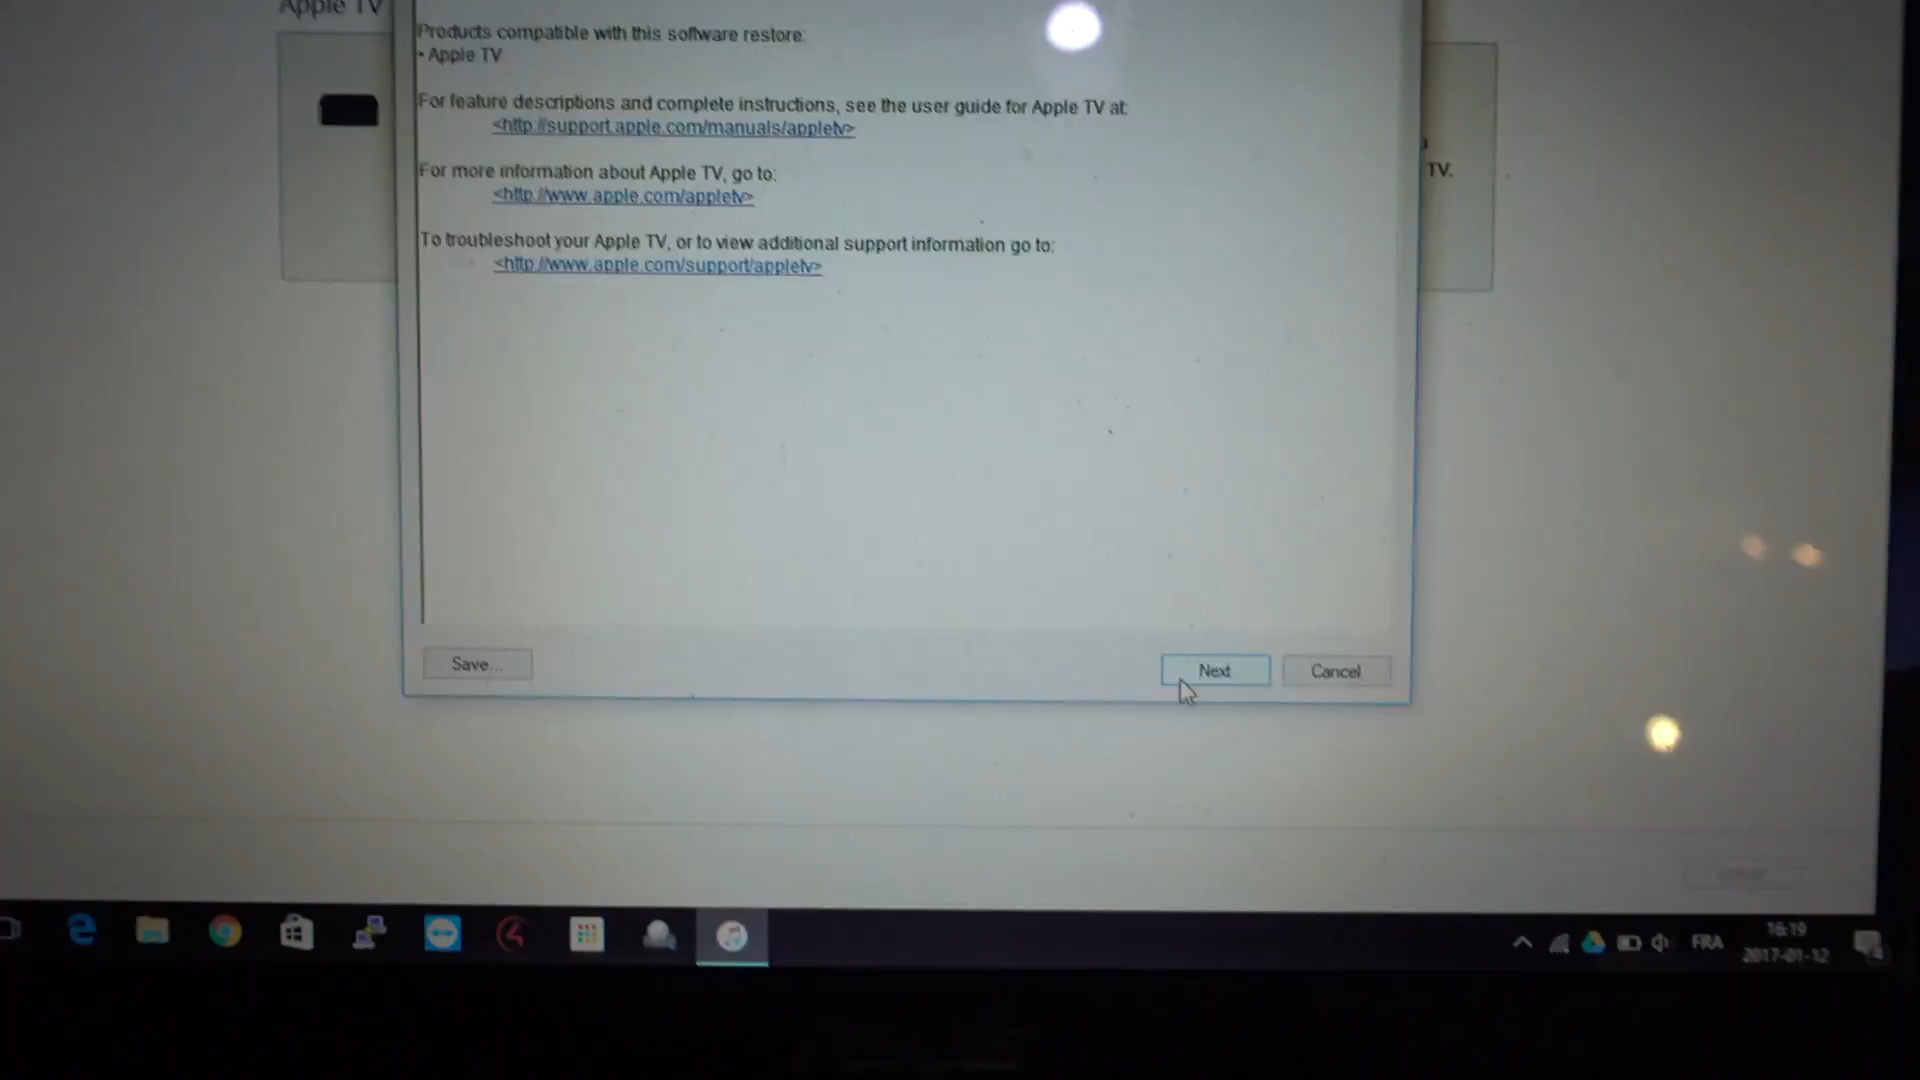 Apple TV
Products compatible with this software restore:
• Apple TV
For feature descriptions and complete instructions, see the user guide for Apple TV at:
<http://support.apple.com/manuals/appletv>
For more information about Apple TV, go to:
<http://www.apple.com/appletv>
To troubleshoot your Apple TV, or to view additional support information go to:
<http://www.apple.com/support/appletv>
TV.
Save...
Next
Cancel
FRA
16:19
2017-01-12